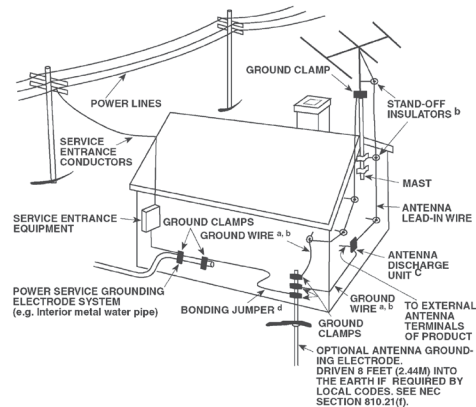 GROUND CLAMP
POWER LINES
STAND-OFF
INSULATORS b
SERVICE
ENTRANCE
CONDUCTORS
MAST
ANTENNA
LEAD-IN WIRE
SERVICE ENTRANCE
EQUIPMENT
GROUND CLAMPS
GROUND WIRE a, b
ANTENNA
DISCHARGE
UNIT C
POWER SERVICE GROUNDING
ELECTRODE SYSTEM
(e.g. Interior metal water pipe)
BONDING JUMPER d
GROUND
WIRE a, b
GROUND
CLAMPS
TO EXTERNAL
ANTENNA
TERMINALS
OF PRODUCT
OPTIONAL ANTENNA GROUND-
ING ELECTRODE.
DRIVEN 8 FEET (2.44M) INTO
THE EARTH IF REQUIRED BY
LOCAL CODES. SEE NEC
SECTION 810.21(f).